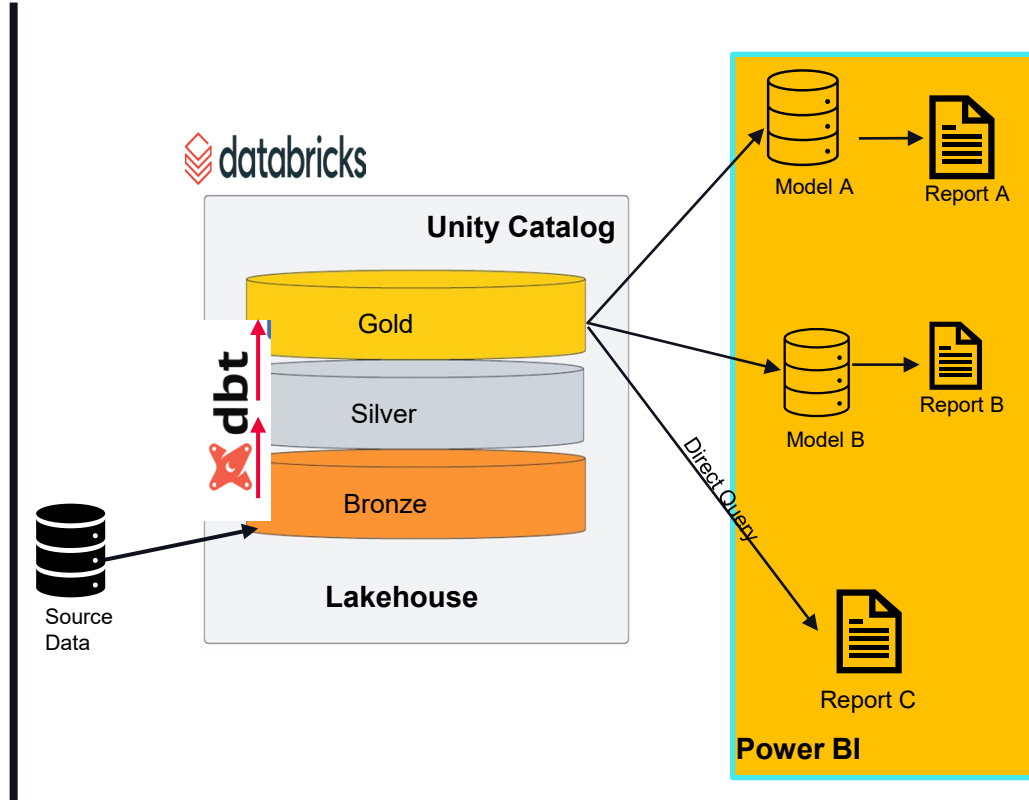 databricks
Unity Catalog
Gold
Silver
Bronze
dbt
Lakehouse
Source
Data
Model A
Report A
Model B
Report B
Direct Query
Report C
Power BI